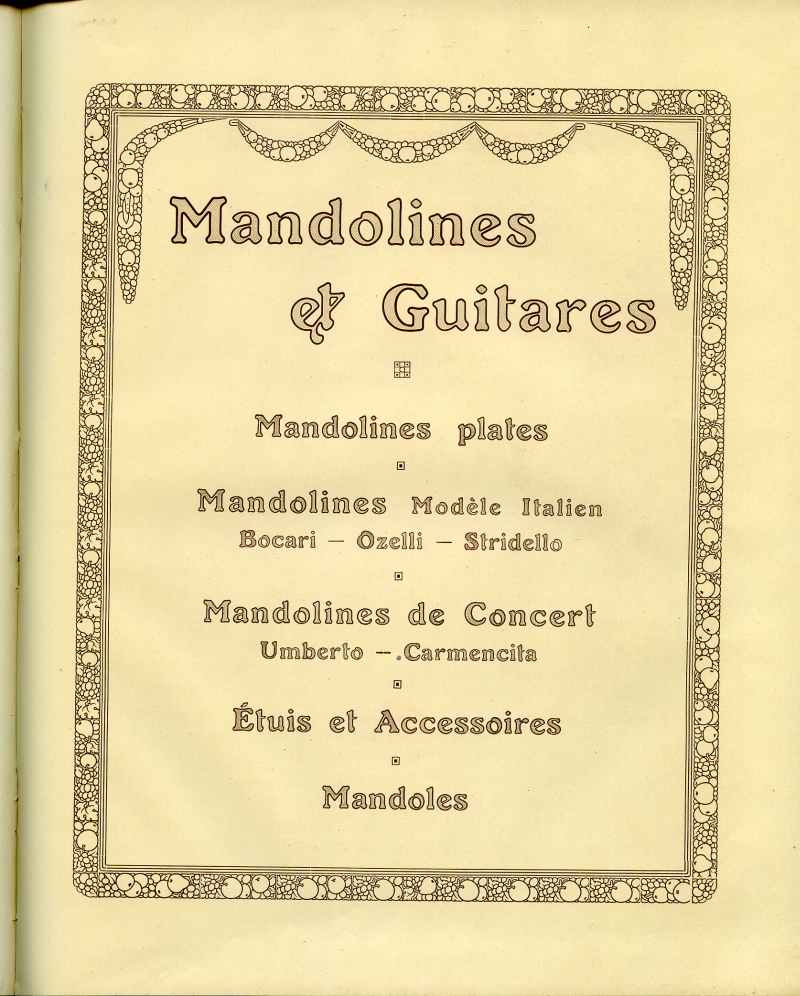 Mandolines
et Guitares
Mandolines plates
Mandolines Modèle Italien
Bocari — Ozelli — Stridello
Mandolines de Concert
Umberto — .Carmencita
Étuis et Accessoires
Mandoles